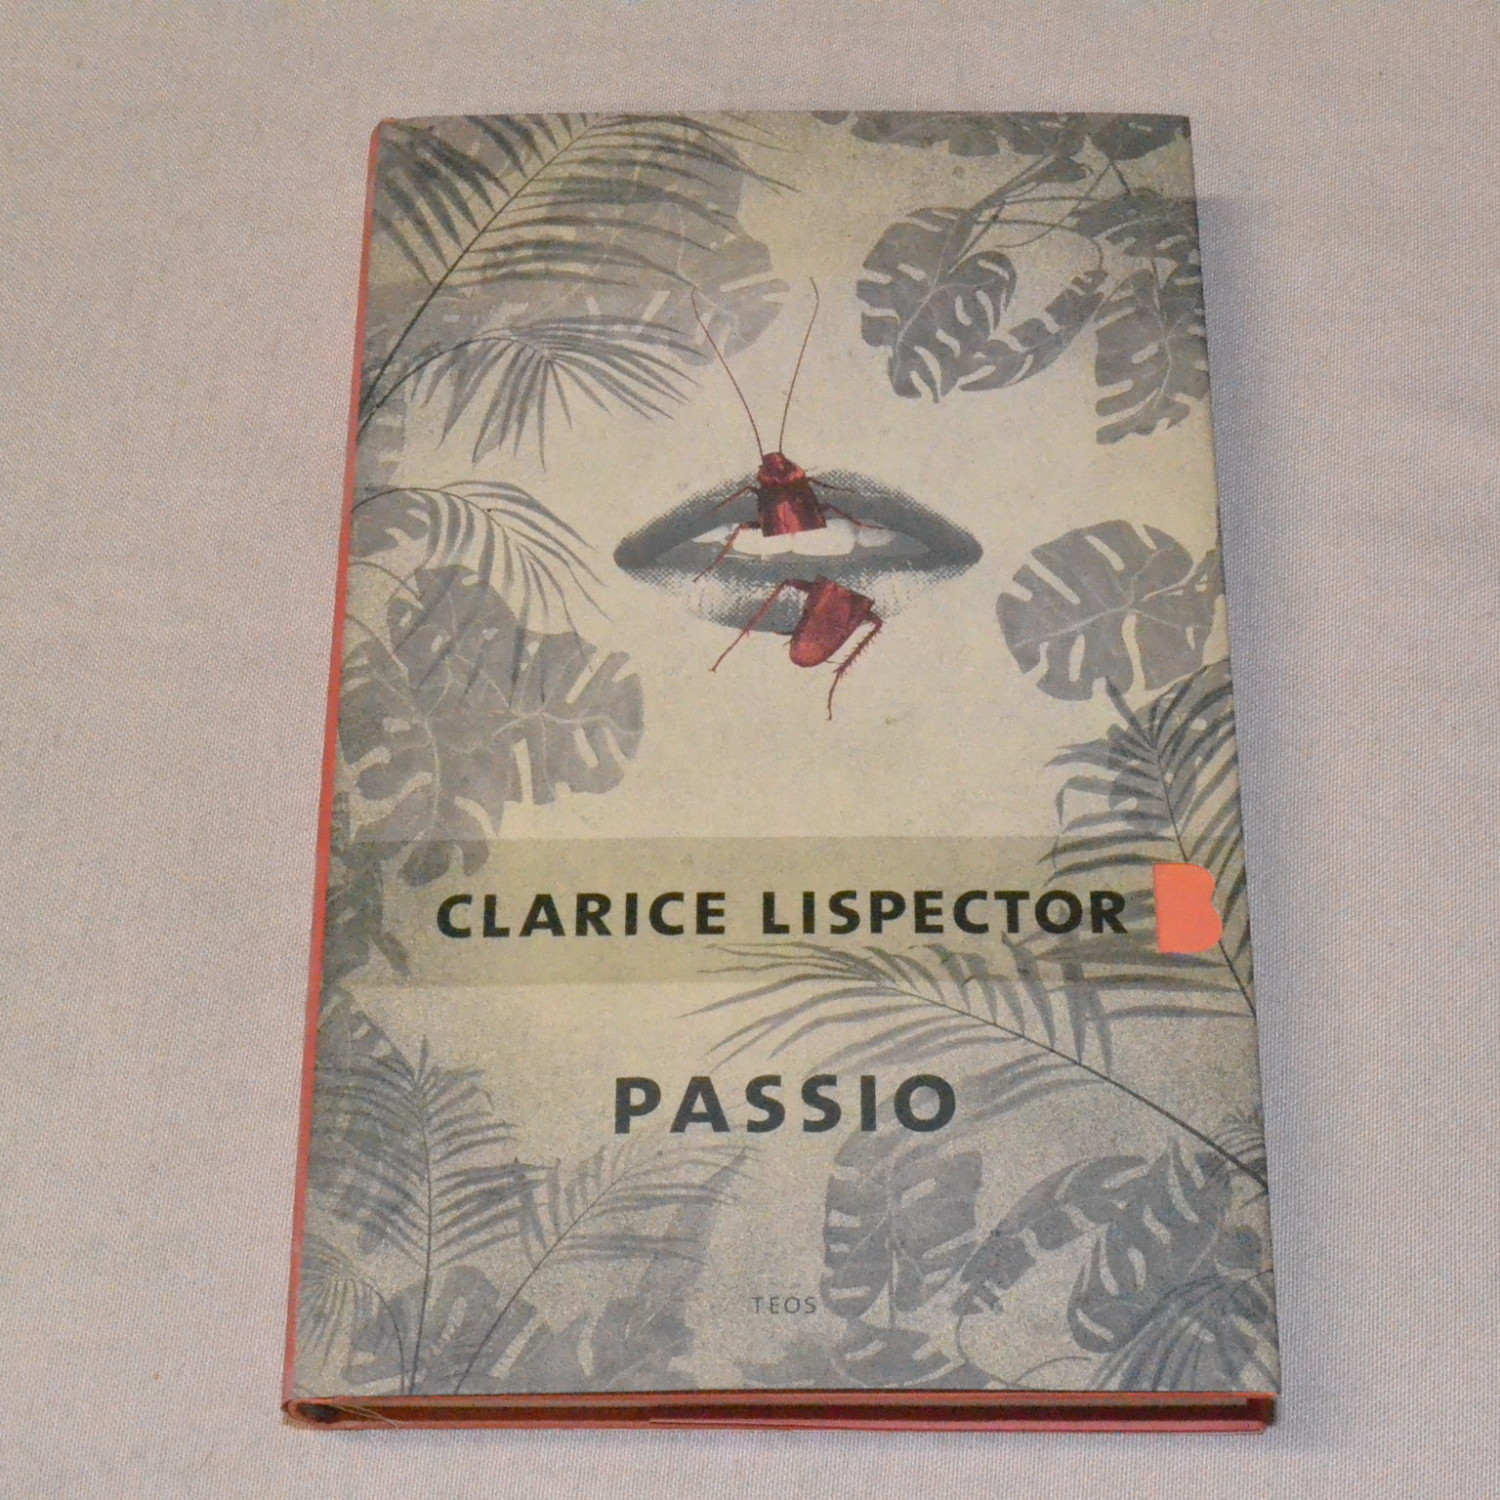 CLARICE LISPECTOR
B
PASSIO
TEOS